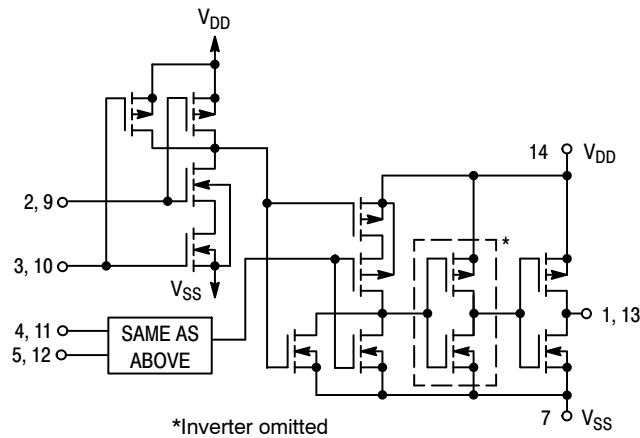 VDD
14 VDD
*
2, 9
3, 10
VSS
1, 13
4, 11
5, 12
SAME AS
ABOVE
7 VSS
*Inverter omitted